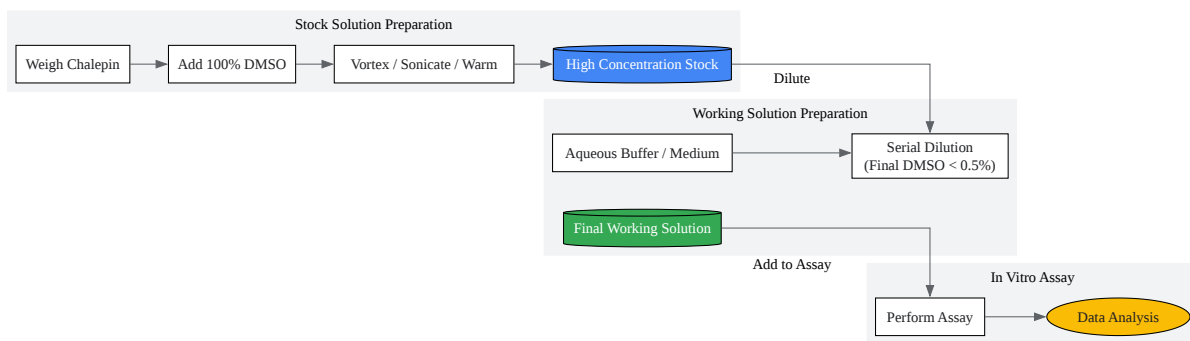 Stock Solution Preparation
Weigh Chalepin
Add 100% DMSO
Vortex / Sonicate / Warm
High Concentration Stock
Dilute
Working Solution Preparation
Aqueous Buffer / Medium
Serial Dilution
(Final DMSO < 0.5%)
Final Working Solution
Add to Assay
In Vitro Assay
Perform Assay
Data Analysis